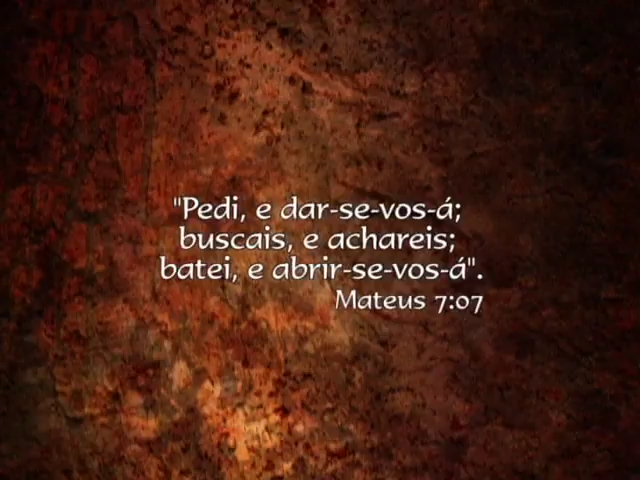 "Pedi, e dar-se-vos-á;
buscais, e achareis;
batei, e abrir-se-vos-á".
Mateus 7:07